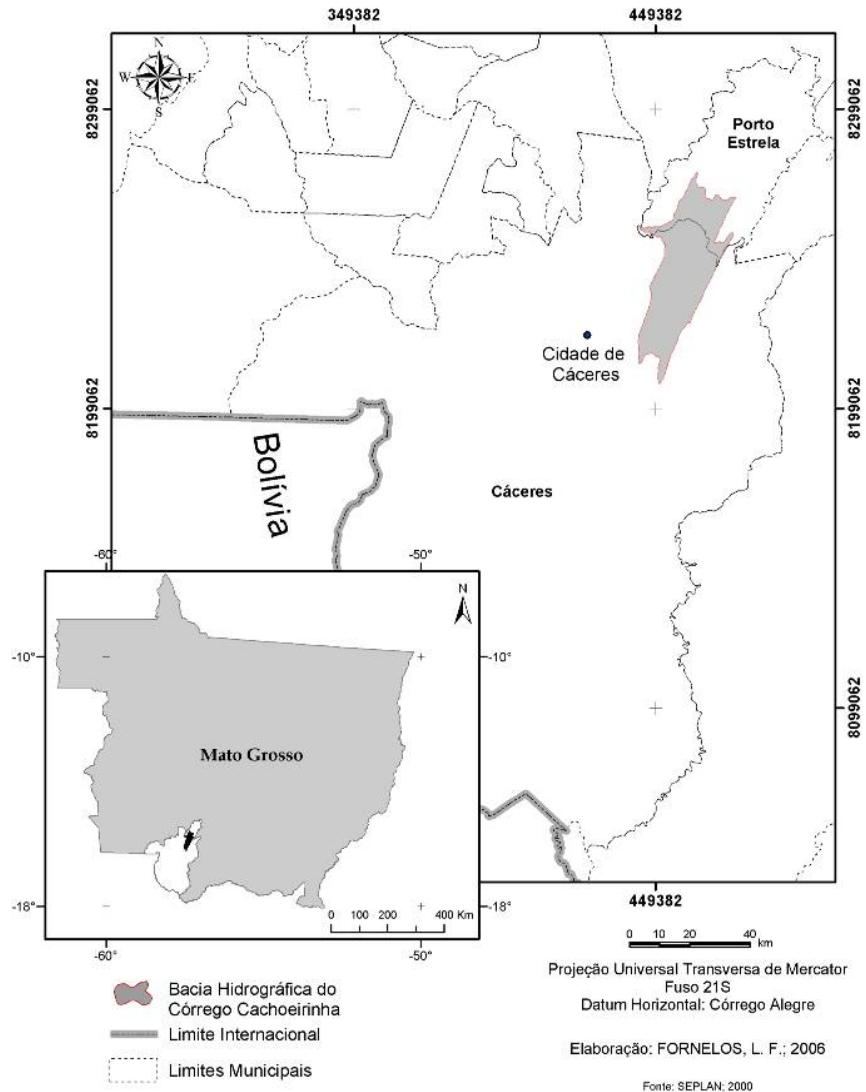 349382
449382
N
W
E
S
8299062
8299062
Porto
Estrela
Cidade de
Cáceres
8199062
8199062
Bolívia
Cáceres
-60°
-50°
N
-10°
-10°
8099062
Mato Grosso
-18°
-18°
0 100 200
400 Km
-60°
-50°
449382
0 10 20
40
km
Projeção Universal Transversa de Mercator
Fuso 21S
Datum Horizontal: Córrego Alegre
Elaboração: FORNELOS, L. F.; 2006
Fonte: SEPLAN; 2000
Bacia Hidrográfica do
Córrego Cachoeirinha
Limite Internacional
Limites Municipais